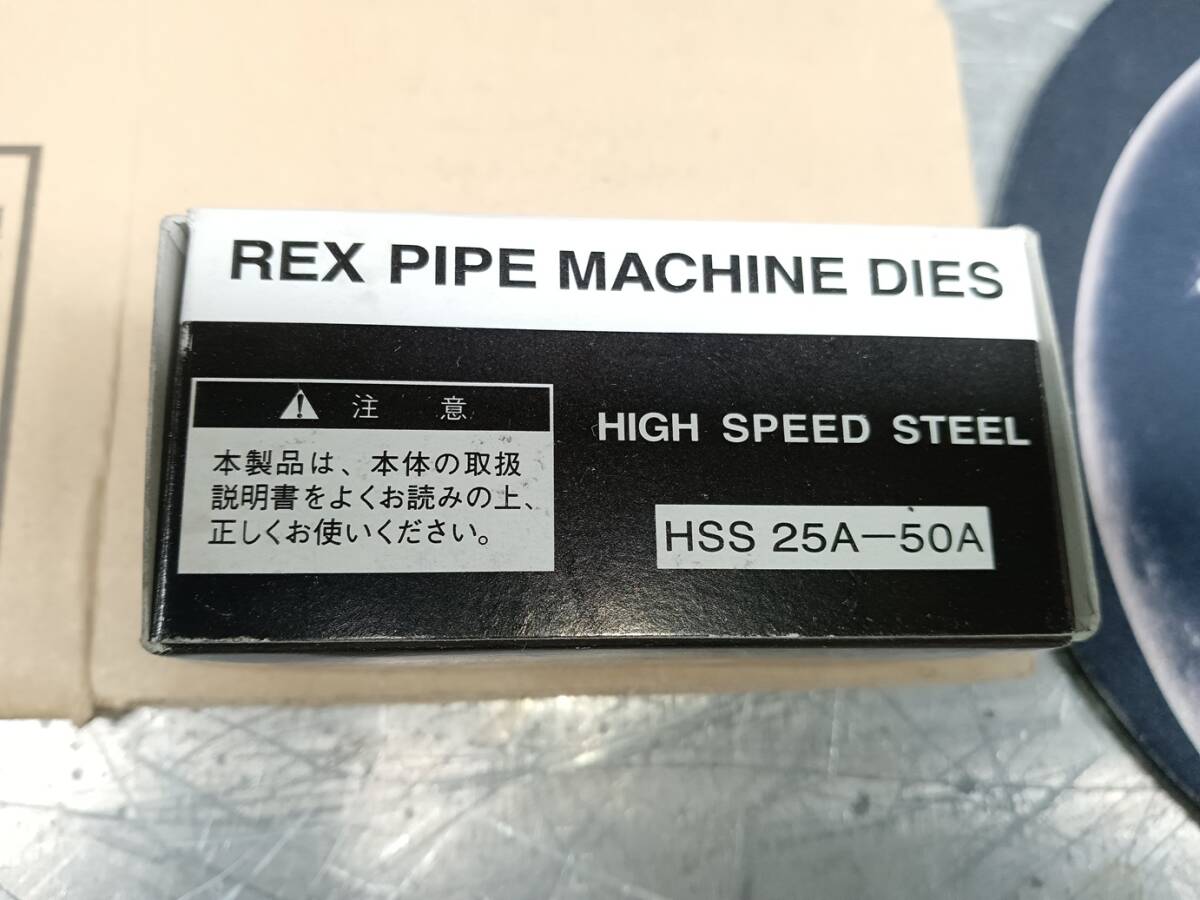 REX PIPE MACHINE DIES
⚠ 注 意
本製品は、本体の取扱
説明書をよくお読みの上、
正しくお使いください。
HIGH SPEED STEEL
HSS 25A－50A